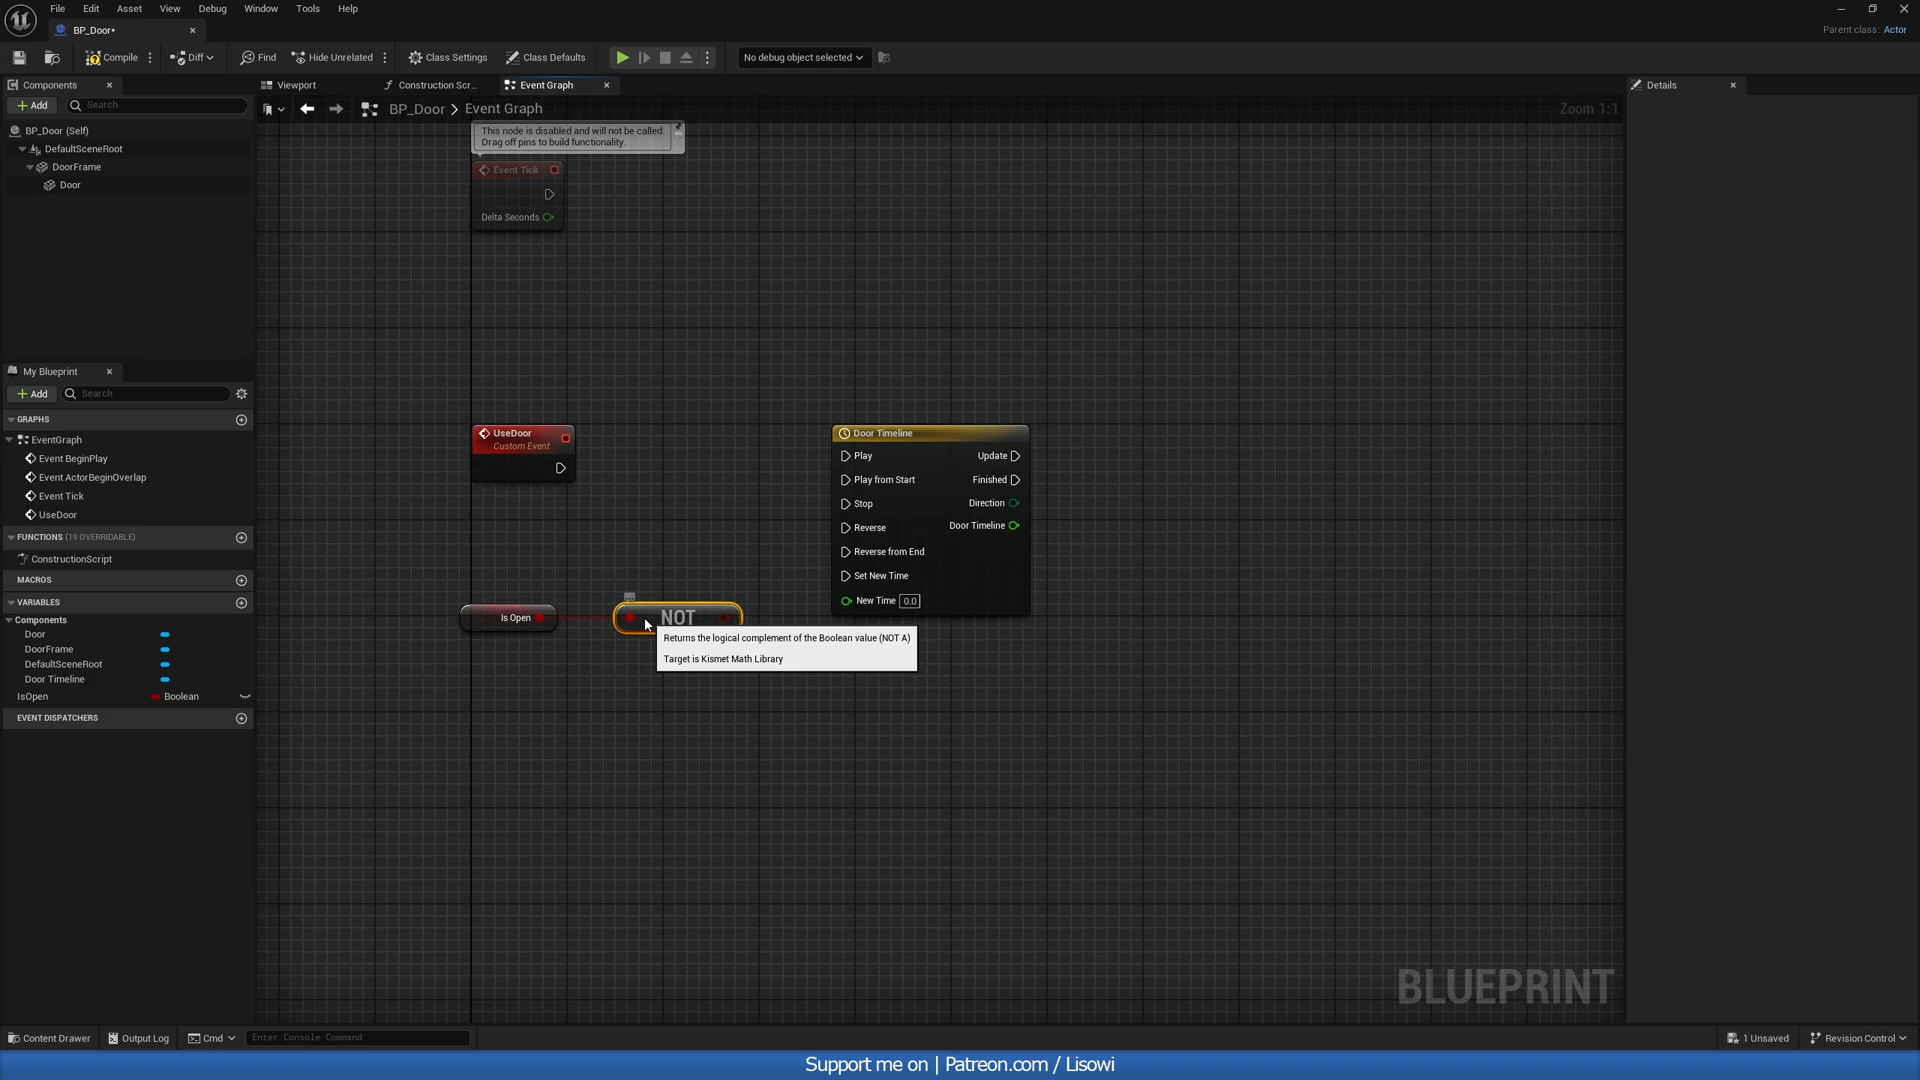 File Edit Asset View Debug Window Tools Help
BP_Door•
Parent class: Actor
Compile Diff Find Hide Unrelated Class Settings Class Defaults No debug object selected
Components
Viewport Construction Scr... Event Graph
Details
Add Search
BP_Door > Event Graph
Zoom 1:1
BP_Door (Self)
DefaultSceneRoot
DoorFrame
Door
This node is disabled and will not be called.
Drag off pins to build functionality.
Event Tick
Delta Seconds
My Blueprint
Add Search
GRAPHS
EventGraph
Event BeginPlay
Event ActorBeginOverlap
Event Tick
UseDoor
FUNCTIONS (19 OVERRIDABLE)
ConstructionScript
MACROS
VARIABLES
Components
Door
DoorFrame
DefaultSceneRoot
Door Timeline
IsOpen Boolean
EVENT DISPATCHERS
UseDoor
Custom Event
Door Timeline
Play Update
Play from Start Finished
Stop Direction
Reverse Door Timeline
Reverse from End
Set New Time
New Time 0.0
Is Open
NOT
Returns the logical complement of the Boolean value (NOT A)
Target is Kismet Math Library
BLUEPRINT
Content Drawer Output Log Cmd Enter Console Command 1 Unsaved Revision Control
Support me on | Patreon.com / Lisowi